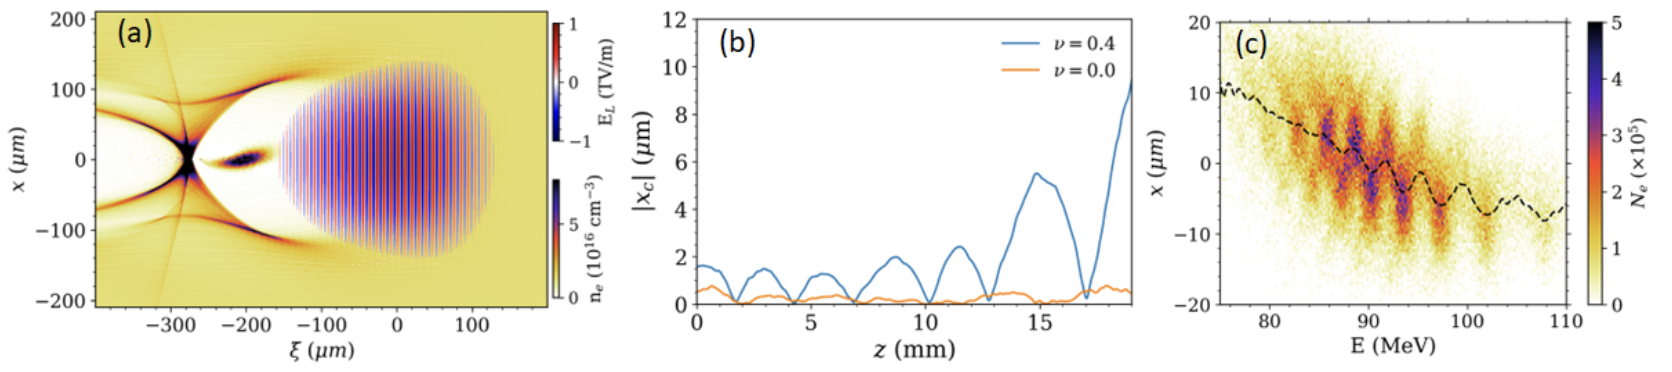 (a)
x (μm)
200
100
0
−100
−200
−300
−200
−100
0
100
ξ (μm)
1
0
−1
E_L (TV/m)
5
0
n_e (10^16 cm^−3)
(b)
ν = 0.4
ν = 0.0
|x_c| (μm)
12
10
8
6
4
2
0
0
5
10
15
z (mm)
(c)
x (μm)
20
10
0
−10
−20
80
90
100
110
E (MeV)
5
4
3
2
1
0
N_e (×10^5)